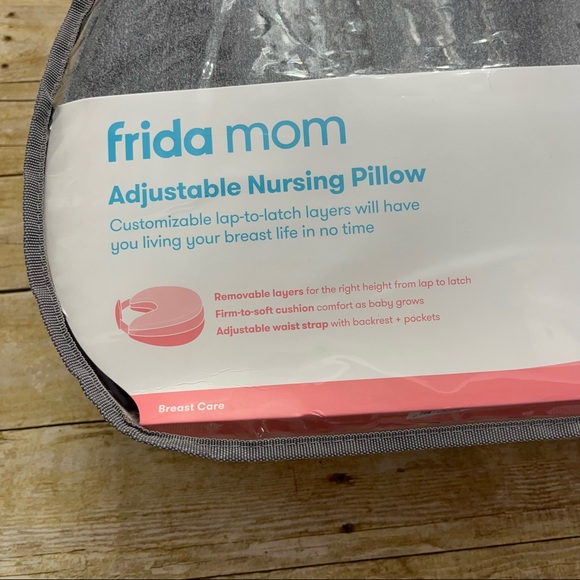 frida mom
Adjustable Nursing Pillow
Customizable lap-to-latch layers will have
you living your breast life in no time
Removable layers for the right height from lap to latch
Firm-to-soft cushion comfort as baby grows
Adjustable waist strap with backrest + pockets
Breast Care